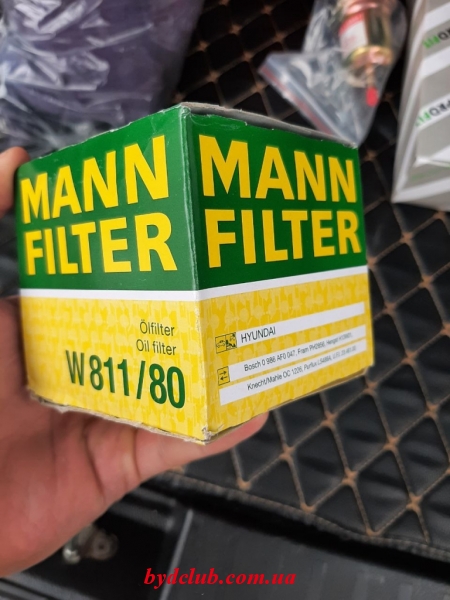 MANN
FILTER
Ölfilter
Oil filter
W 811/80
MANN
FILTER
HYUNDAI
Bosch 0 986 AF0 047, Fram
Knecht/Mahle OC 1226, Purflux
bydclub.com.ua